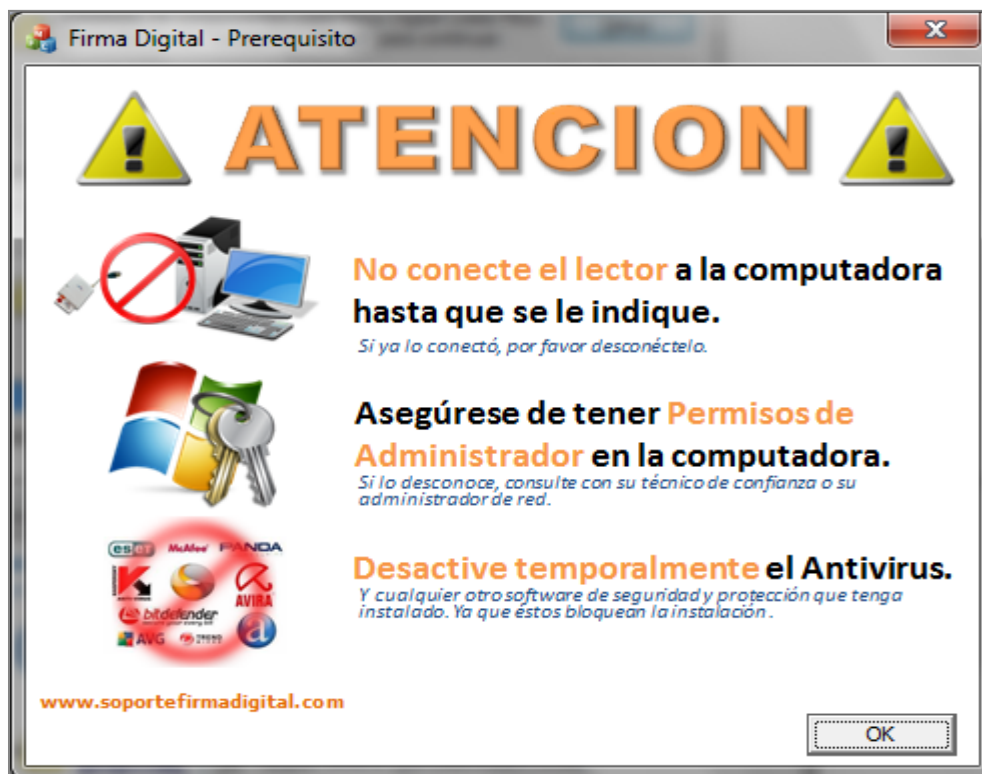 Firma Digital - Prerequisito
ATENCION
No conecte el lector a la computadora
hasta que se le indique.
Si ya lo conectó, por favor desconéctelo.
Asegúrese de tener Permisos de
Administrador en la computadora.
Si lo desconoce, consulte con su técnico de confianza o su
administrador de red.
eset McAfee PANDA
AVIRA
bitdefender
AVG TREND
Desactive temporalmente el Antivirus.
Y cualquier otro software de seguridad y protección que tenga
instalado. Ya que éstos bloquean la instalación .
www.soportefirmadigital.com
OK